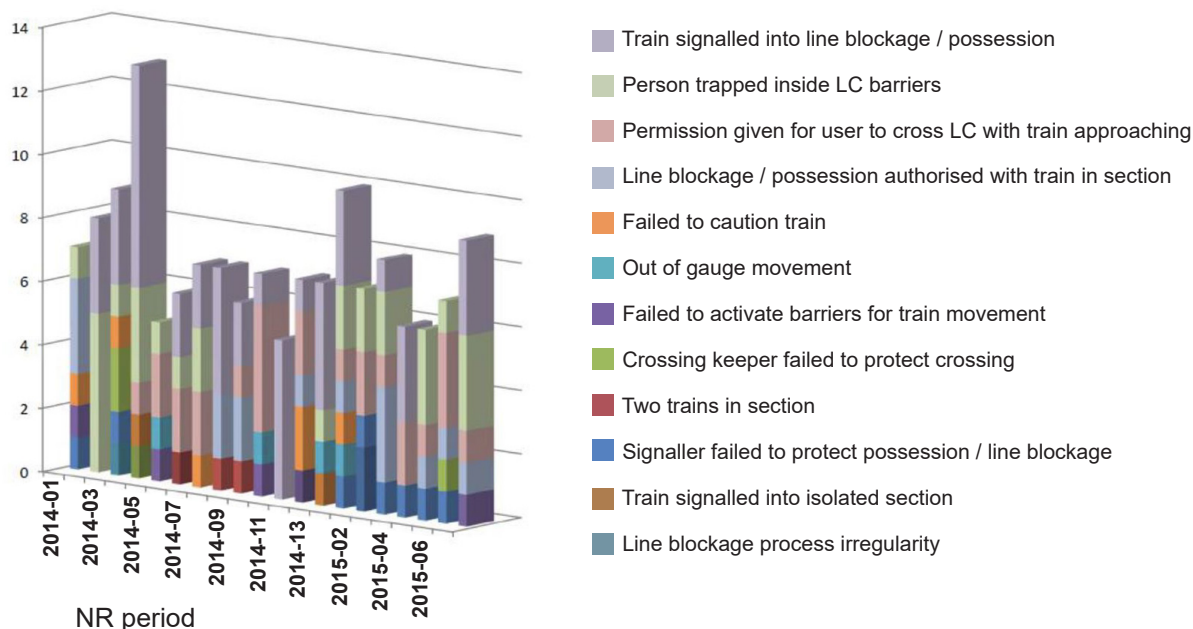 14
12
10
8
6
4
2
0
2014-01
2014-03
2014-05
2014-07
2014-09
2014-11
2014-13
2015-02
2015-04
2015-06
NR period
Train signalled into line blockage / possession
Person trapped inside LC barriers
Permission given for user to cross LC with train approaching
Line blockage / possession authorised with train in section
Failed to caution train
Out of gauge movement
Failed to activate barriers for train movement
Crossing keeper failed to protect crossing
Two trains in section
Signaller failed to protect possession / line blockage
Train signalled into isolated section
Line blockage process irregularity